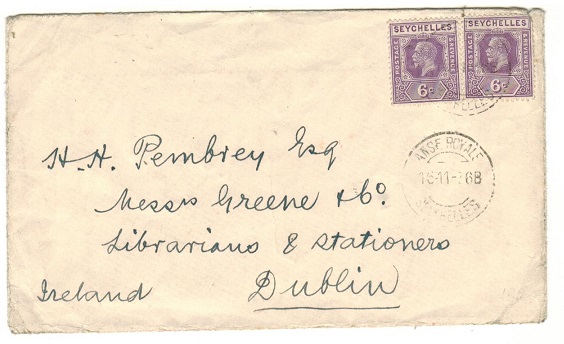 SEYCHELLES SEYCHELLES
POSTAGE & REVENUE POSTAGE & REVENUE
6c 6c
ANSE ROYALE
SEYCHELLES
H. H. Pembrey Esq
Messrs Greene & Co.
Librarians & Stationers
Ireland Dublin